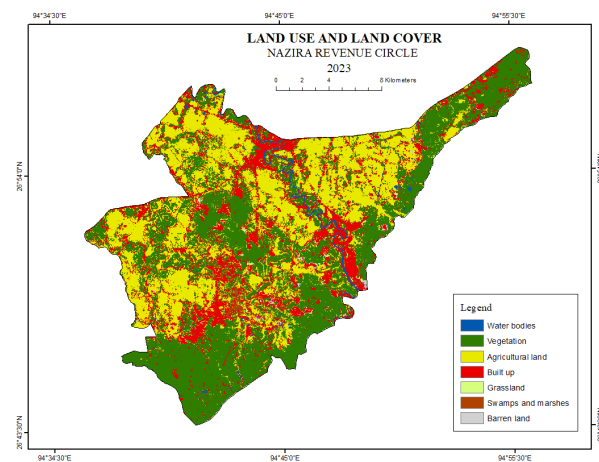 94°34'30"E 94°45'0"E 94°55'30"E
LAND USE AND LAND COVER
NAZIRA REVENUE CIRCLE
2023
0 2 4 8 Kilometers
26°54'0"N
Legend
Water bodies
Vegetation
Agricultural land
Built up
Grassland
Swamps and marshes
Barren land
26°43'30"N
94°34'30"E 94°45'0"E 94°55'30"E